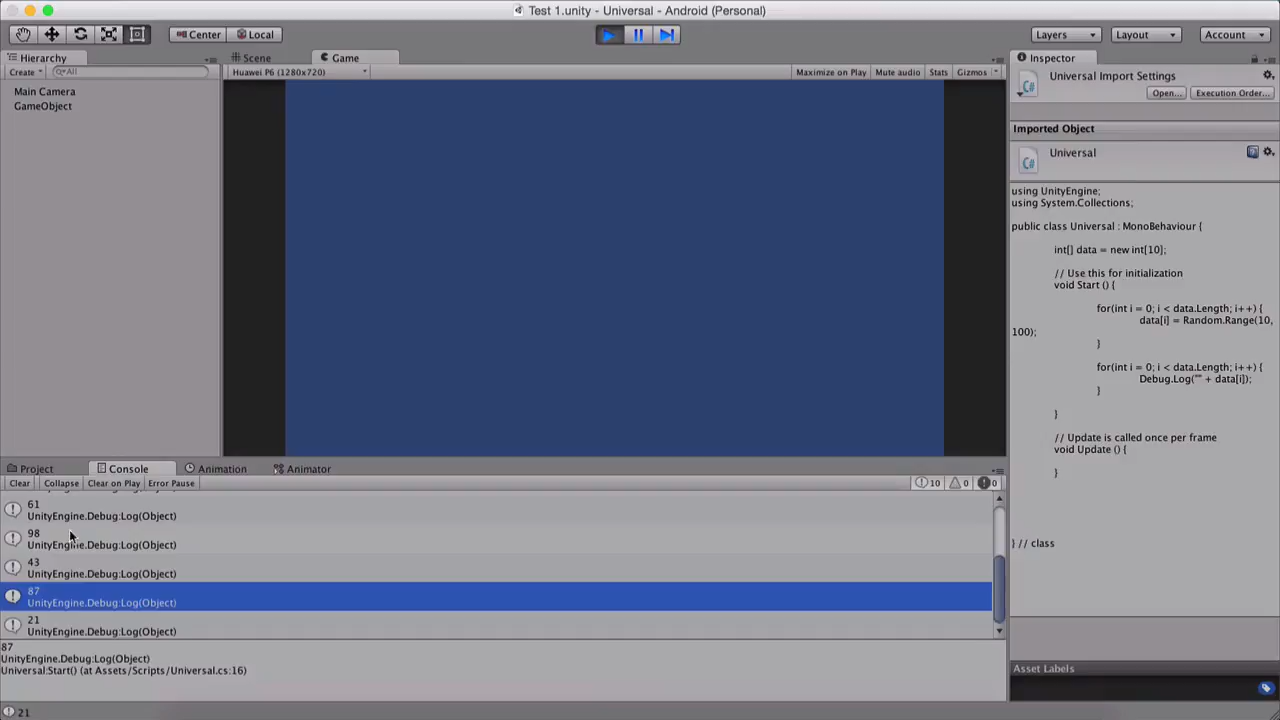 Test 1.unity - Universal - Android (Personal)
Center Local Layers Layout Account
Hierarchy Scene Game Inspector
Create All Huawei P6 (1280x720) Maximize on Play Mute audio Stats Gizmos
Main Camera
GameObject
Universal Import Settings
Open... Execution Order...
Imported Object
Universal
using UnityEngine;
using System.Collections;
public class Universal : MonoBehaviour {
int[] data = new int[10];
// Use this for initialization
void Start () {
for(int i = 0; i < data.Length; i++) {
data[i] = Random.Range(10,
100);
}
for(int i = 0; i < data.Length; i++) {
Debug.Log("" + data[i]);
}
}
// Update is called once per frame
void Update () {
}
} // class
Project Console Animation Animator
Clear Collapse Clear on Play Error Pause 10 0 0
61
UnityEngine.Debug:Log(Object)
98
UnityEngine.Debug:Log(Object)
43
UnityEngine.Debug:Log(Object)
87
UnityEngine.Debug:Log(Object)
21
UnityEngine.Debug:Log(Object)
87
UnityEngine.Debug:Log(Object)
Universal:Start() (at Assets/Scripts/Universal.cs:16)
Asset Labels
21